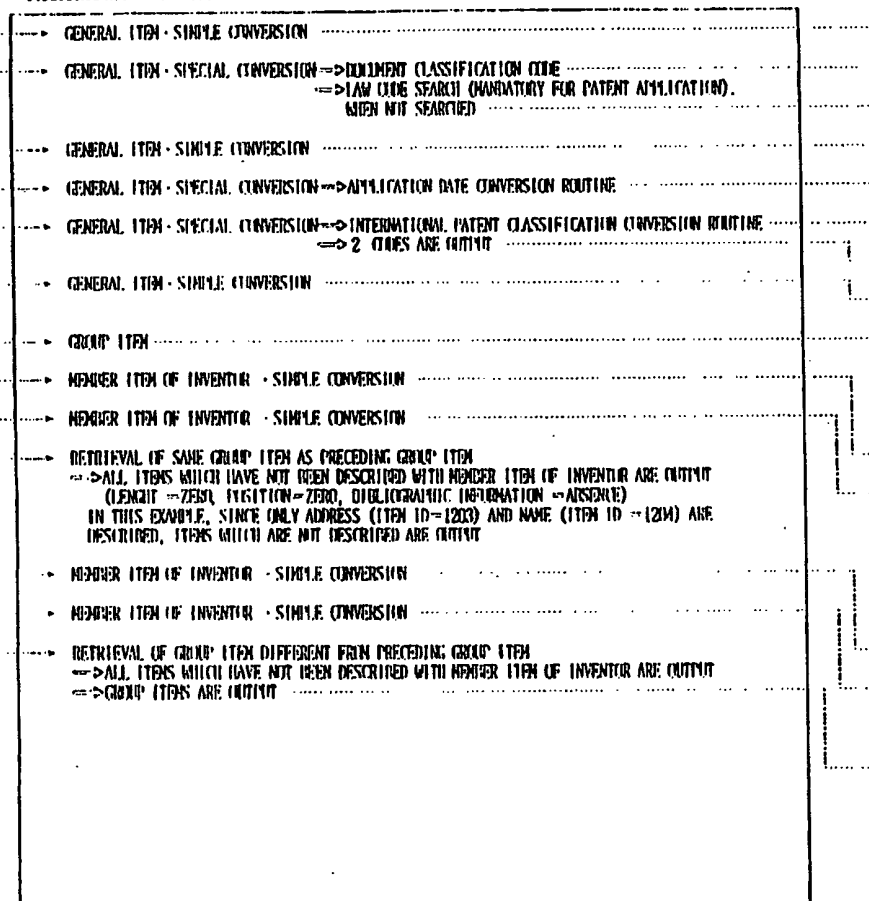 GENERAL ITEM · SIMPLE CONVERSION
GENERAL ITEM · SPECIAL CONVERSION=>DOCUMENT CLASSIFICATION CODE
=>LAW CODE SEARCH (MANDATORY FOR PATENT APPLICATION).
WHEN NOT SEARCHED
GENERAL ITEM · SIMPLE CONVERSION
GENERAL ITEM · SPECIAL CONVERSION=>APPLICATION DATE CONVERSION ROUTINE
GENERAL ITEM · SPECIAL CONVERSION=>INTERNATIONAL PATENT CLASSIFICATION CONVERSION ROUTINE
=>2 CODES ARE OUTPUT
GENERAL ITEM · SIMPLE CONVERSION
GROUP ITEM
MEMBER ITEM OF INVENTOR · SIMPLE CONVERSION
MEMBER ITEM OF INVENTOR · SIMPLE CONVERSION
RETRIEVAL OF SAME GROUP ITEM AS PRECEDING GROUP ITEM
=>ALL ITEMS WHICH HAVE NOT BEEN DESCRIBED WITH MEMBER ITEM OF INVENTOR ARE OUTPUT
(LENGHT =ZERO, POSITION=ZERO, BIBLIOGRAPHIC INFORMATION =ABSENCE)
IN THIS EXAMPLE, SINCE ONLY ADDRESS (ITEM ID=1203) AND NAME (ITEM ID =1204) ARE
DESCRIBED, ITEMS WHICH ARE NOT DESCRIBED ARE OUTPUT
MEMBER ITEM OF INVENTOR · SIMPLE CONVERSION
MEMBER ITEM OF INVENTOR · SIMPLE CONVERSION
RETRIEVAL OF GROUP ITEM DIFFERENT FROM PRECEDING GROUP ITEM
=>ALL ITEMS WHICH HAVE NOT BEEN DESCRIBED WITH MEMBER ITEM OF INVENTOR ARE OUTPUT
=>GROUP ITEMS ARE OUTPUT